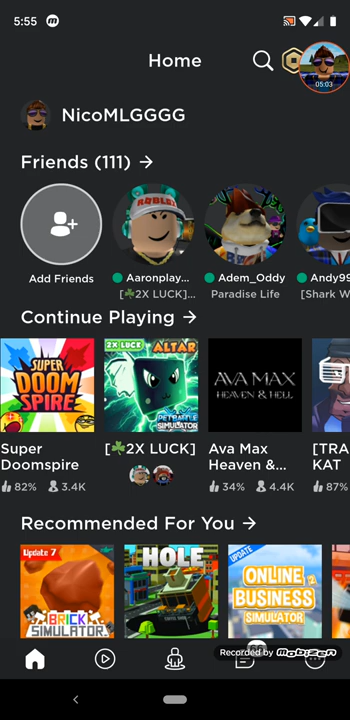 5:55
Home
05:03
NicoMLGGGG
Friends (111) →
ROBLOX
Add Friends
Aaronplay...
[☘2X LUCK]...
Adem_Oddy
Paradise Life
Andy99
[Shark W
Continue Playing →
SUPER
DOOM
SPIRE
2X LUCK
ALTAR
PET BATTLE
SIMULATOR
AVA MAX
HEAVEN & HELL
Super
Doomspire
82% 3.4K
[☘2X LUCK]
Ava Max
Heaven &...
34% 4.4K
[TRA
KAT
87%
Recommended For You →
Update 7
BRICK
SIMULATOR
HOLE
UPDATE
ONLINE
BUSINESS
SIMULATOR
Recorded by mobizen